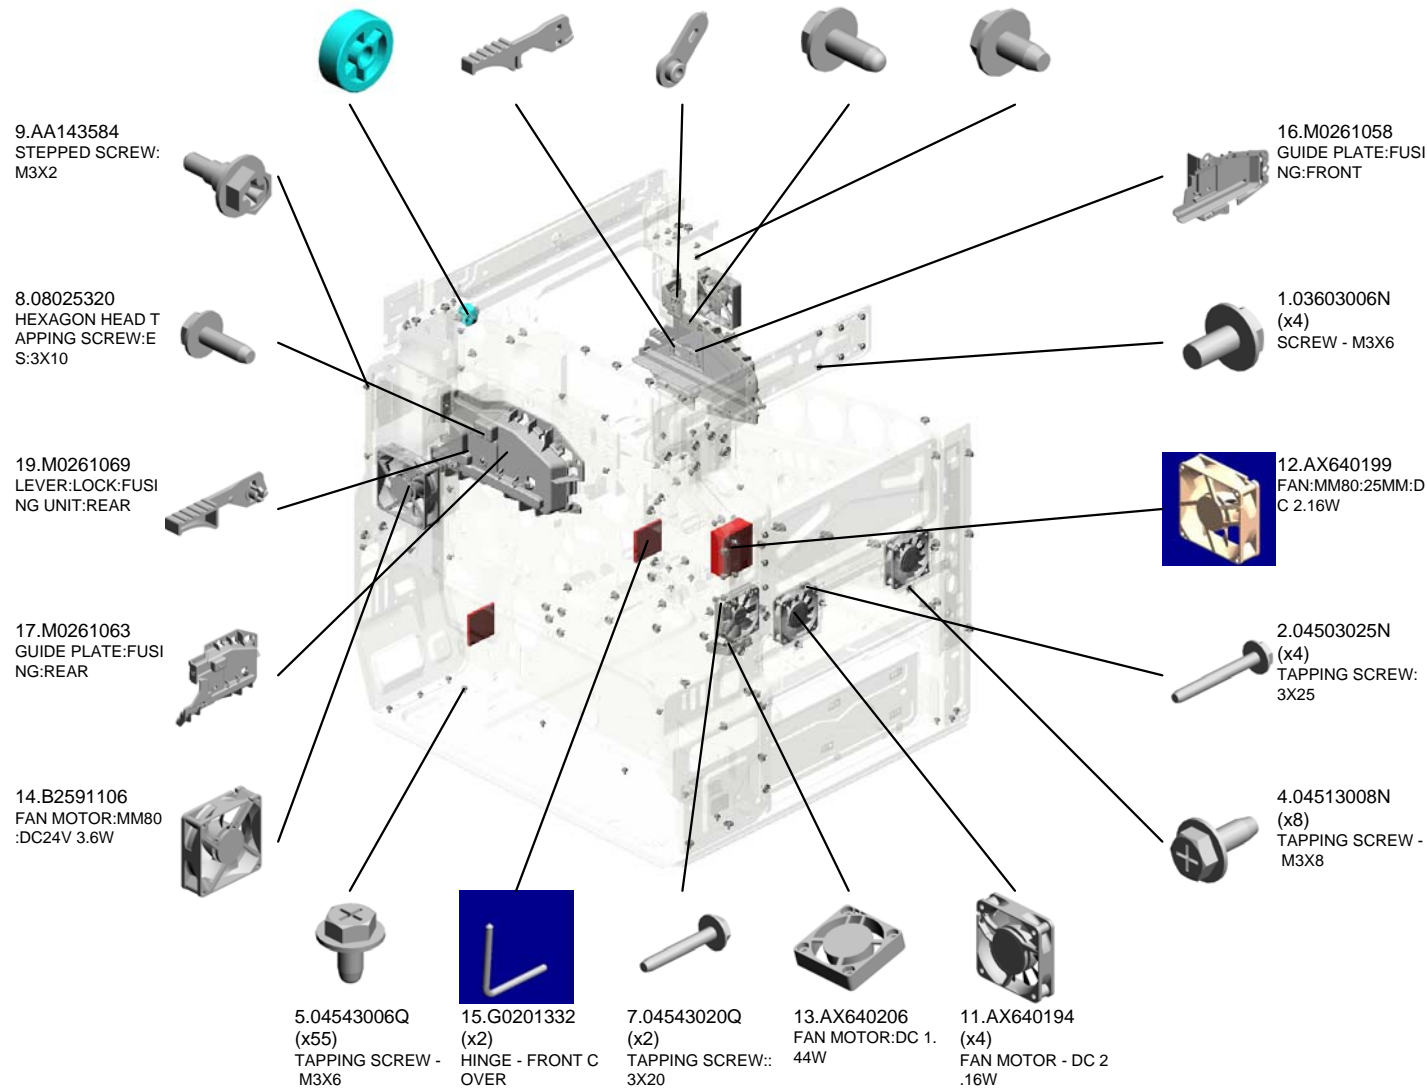 9.AA143584
STEPPED SCREW:
M3X2
16.M0261058
GUIDE PLATE:FUSI
NG:FRONT
8.08025320
HEXAGON HEAD T
APPING SCREW:E
S:3X10
1.03603006N
(x4)
SCREW - M3X6
19.M0261069
LEVER:LOCK:FUSI
NG UNIT:REAR
12.AX640199
FAN:MM80:25MM:D
C 2.16W
17.M0261063
GUIDE PLATE:FUSI
NG:REAR
2.04503025N
(x4)
TAPPING SCREW:
3X25
14.B2591106
FAN MOTOR:MM80
:DC24V 3.6W
4.04513008N
(x8)
TAPPING SCREW -
M3X8
5.04543006Q
(x55)
TAPPING SCREW -
M3X6
15.G0201332
(x2)
HINGE - FRONT C
OVER
7.04543020Q
(x2)
TAPPING SCREW::
3X20
13.AX640206
FAN MOTOR:DC 1.
44W
11.AX640194
(x4)
FAN MOTOR - DC 2
.16W